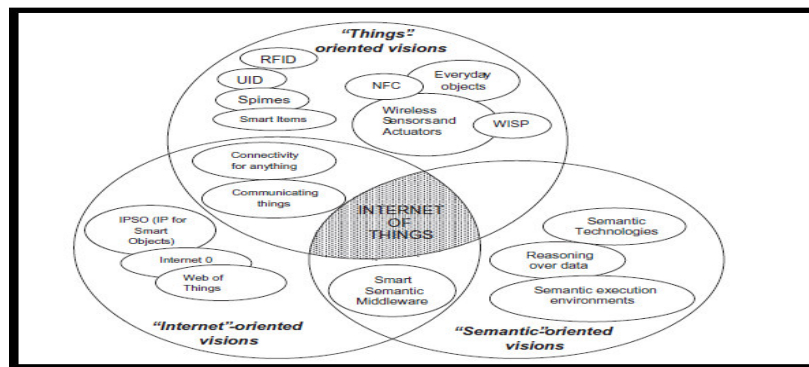 "Things"-
oriented visions
RFID
UID
Spimes
Smart Items
NFC
Everyday
objects
Wireless
Sensors and
Actuators
WISP
Connectivity
for anything
Communicating
things
INTERNET
OF
THINGS
IPSO (IP for
Smart
Objects)
Internet 0
Web of
Things
Smart
Semantic
Middleware
Semantic
Technologies
Reasoning
over data
Semantic execution
environments
"Internet"-oriented
visions
"Semantic"-oriented
visions